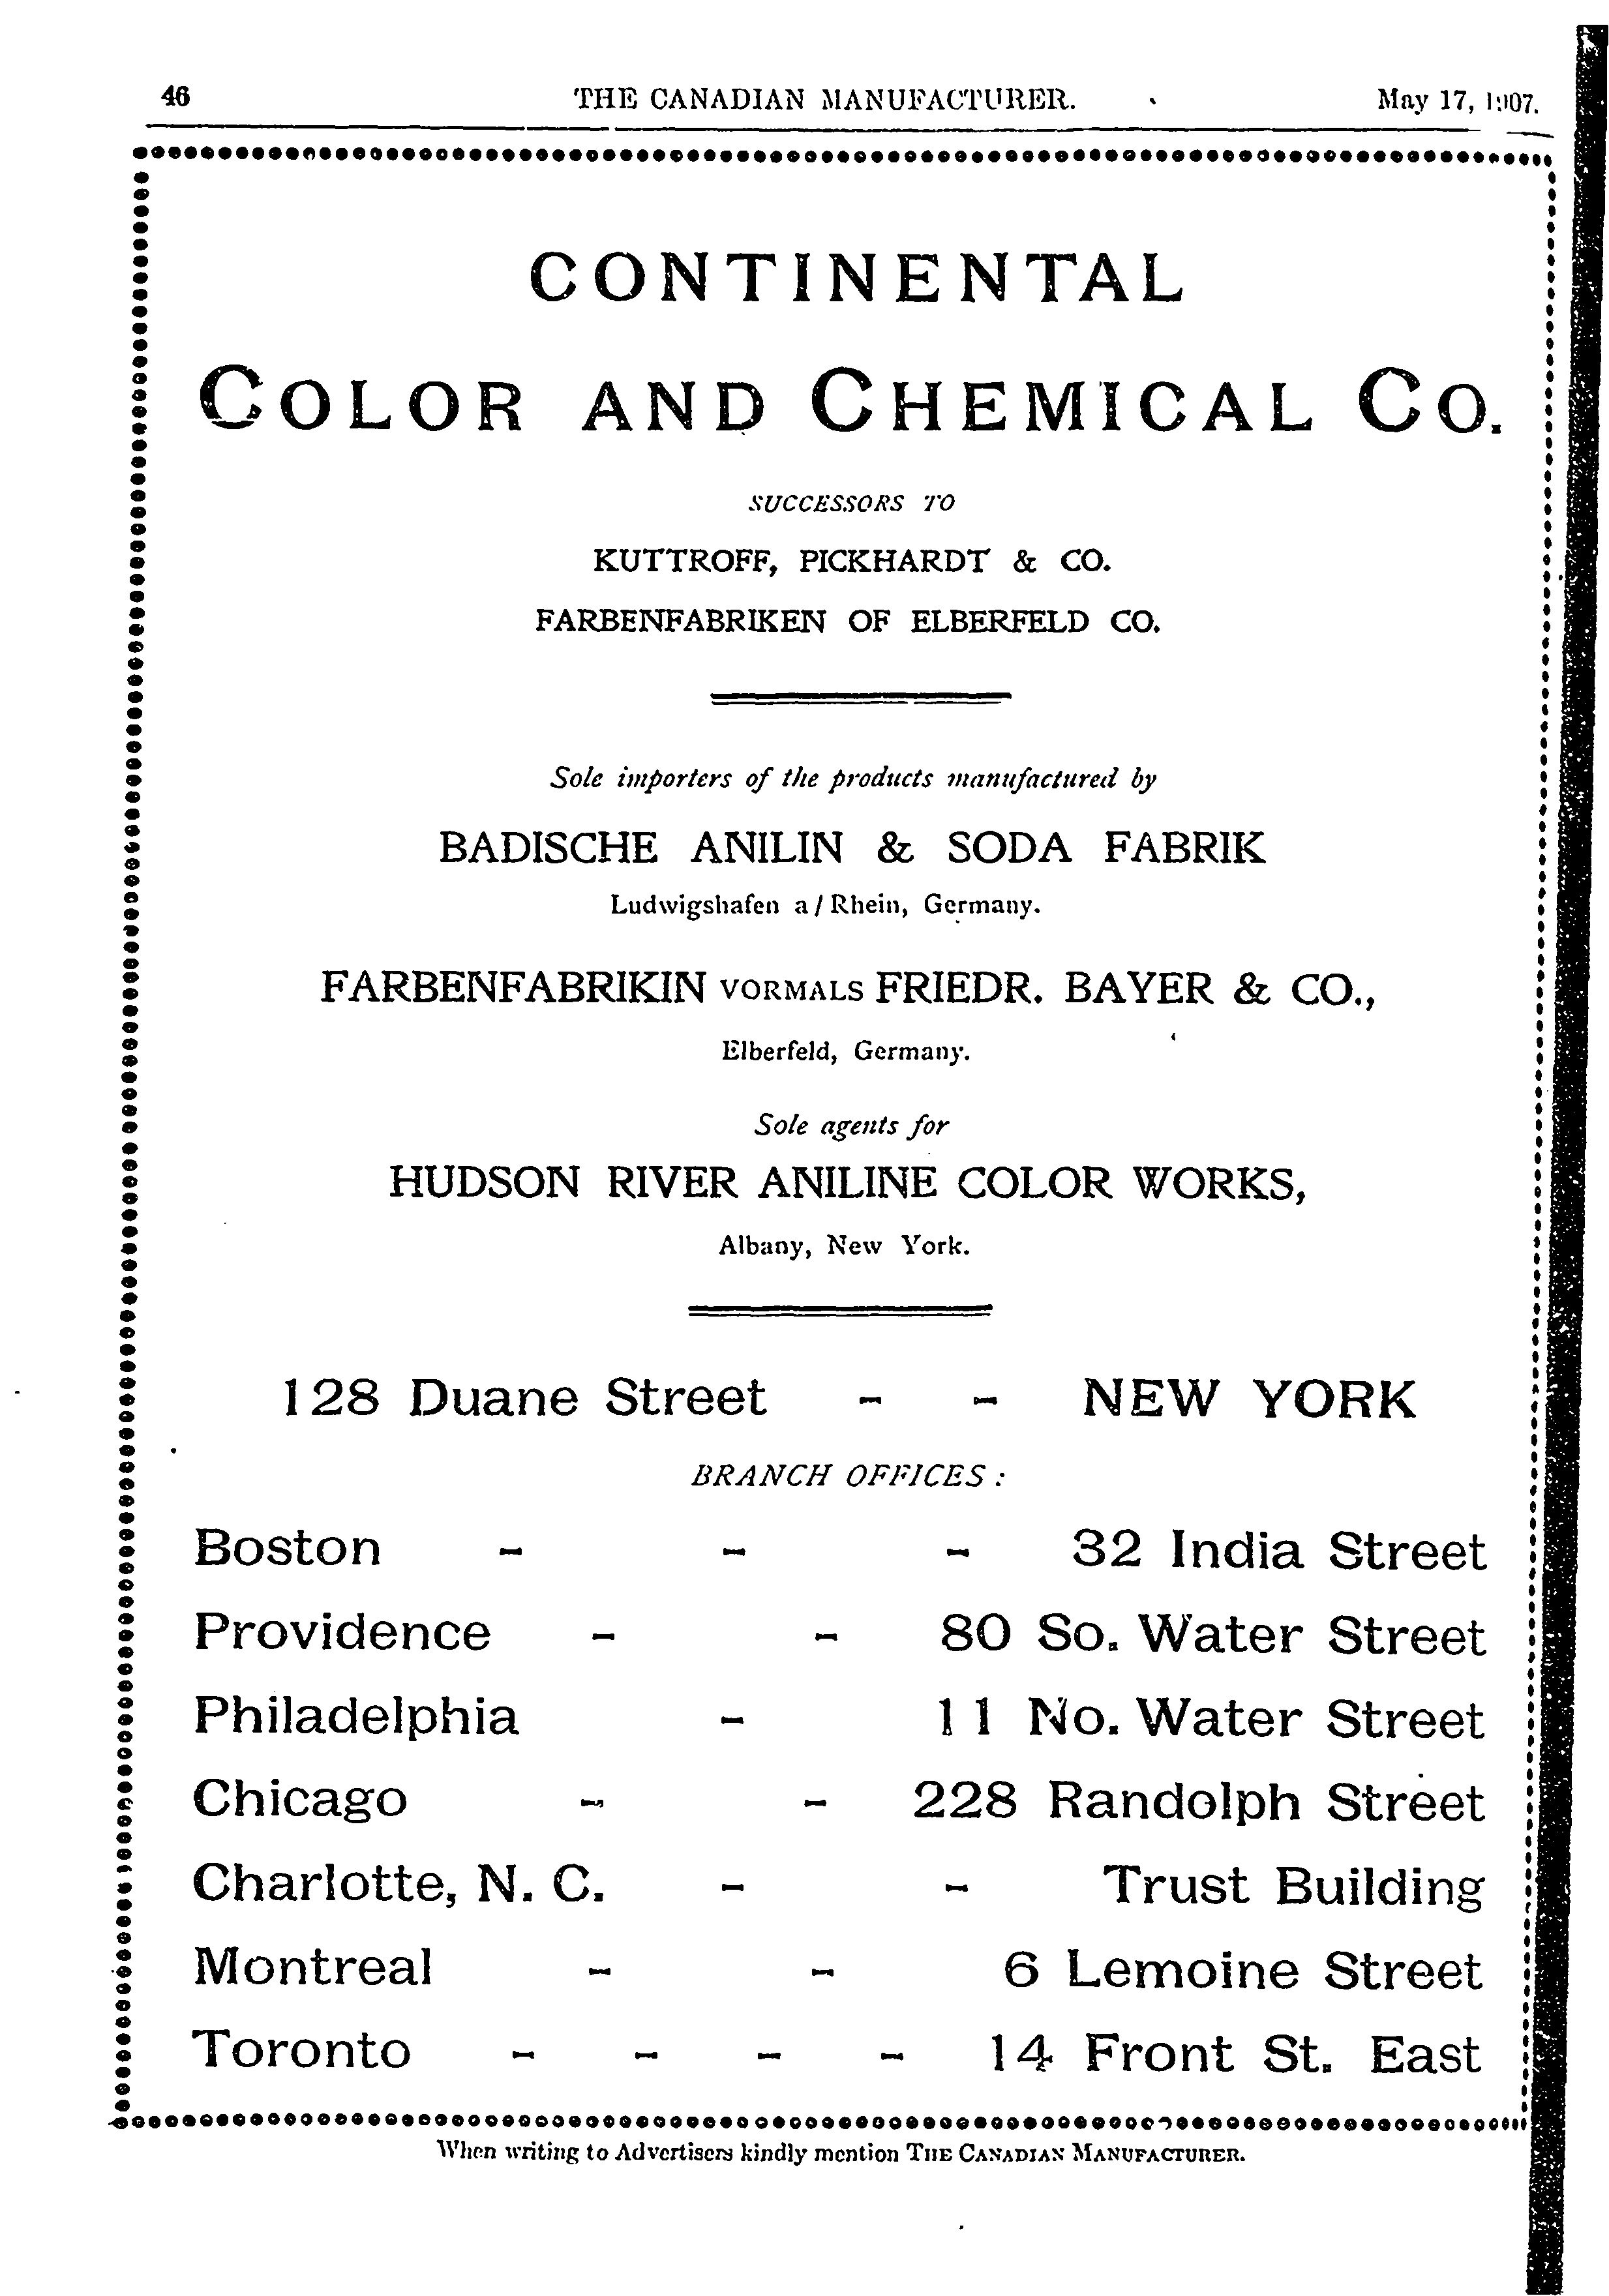 46 THE CANADIAN MANUFACTURER. May 17, 1907.
CONTINENTAL
COLOR AND CHEMICAL CO.
SUCCESSORS TO
KUTTROFF, PICKHARDT & CO.
FARBENFABRIKEN OF ELBERFELD CO.
Sole importers of the products manufactured by
BADISCHE ANILIN & SODA FABRIK
Ludwigshafen a/Rhein, Germany.
FARBENFABRIKIN VORMALS FRIEDR. BAYER & CO.,
Elberfeld, Germany.
Sole agents for
HUDSON RIVER ANILINE COLOR WORKS,
Albany, New York.
128 Duane Street - - NEW YORK
BRANCH OFFICES:
Boston - - - 32 India Street
Providence - - 80 So. Water Street
Philadelphia - 11 No. Water Street
Chicago - - 228 Randolph Street
Charlotte, N. C. - - Trust Building
Montreal - - 6 Lemoine Street
Toronto - - - - 14 Front St. East
When writing to Advertisers kindly mention THE CANADIAN MANUFACTURER.